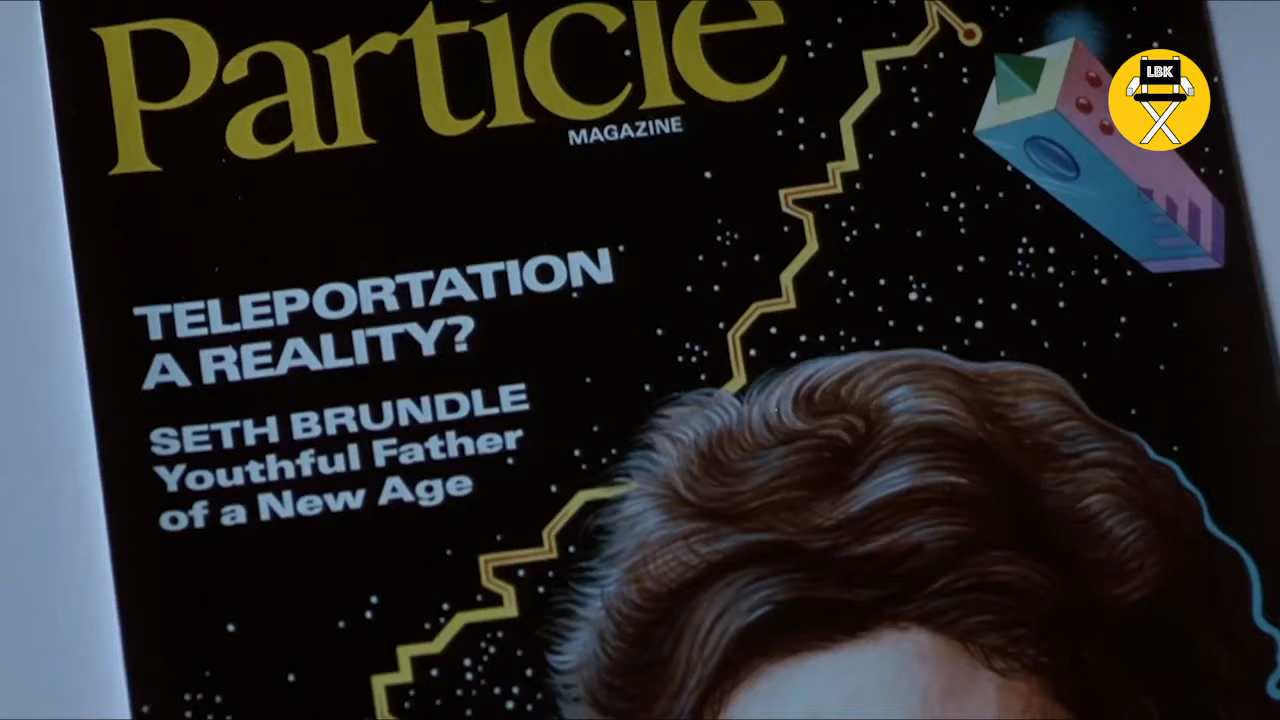 Particle
MAGAZINE
LBK
TELEPORTATION
A REALITY?
SETH BRUNDLE
Youthful Father
of a New Age